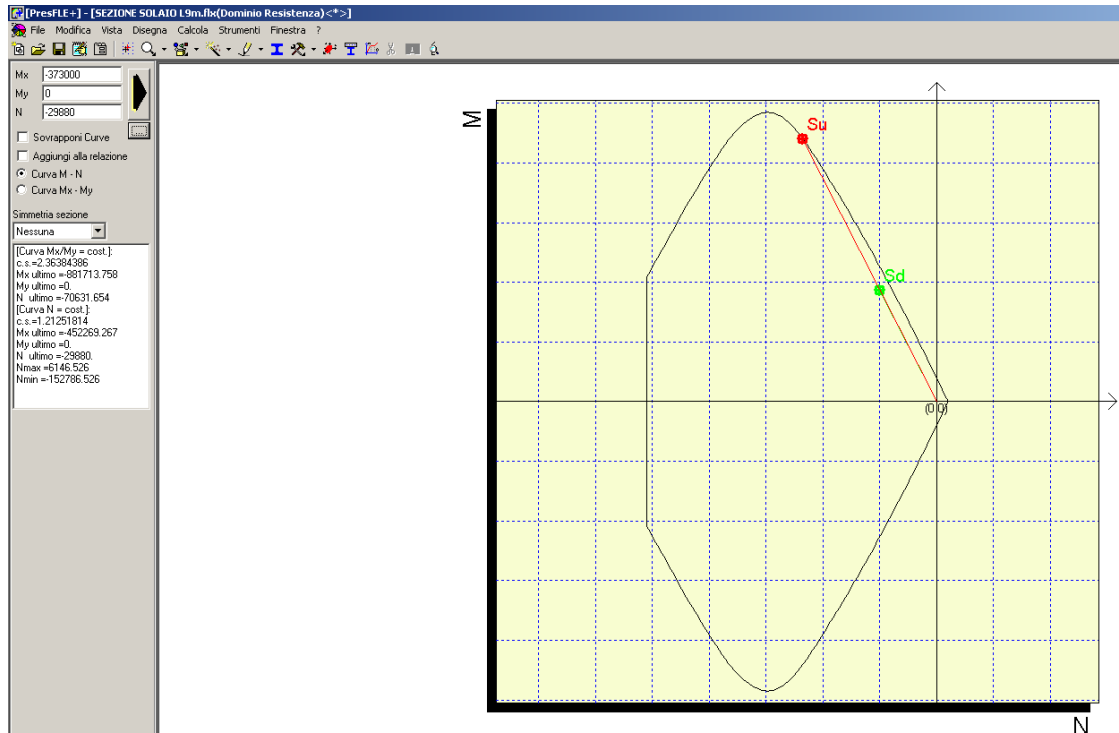 [PresFLE+] - [SEZIONE SOLAIO L9m.flx(Dominio Resistenza)<*>]
File Modifica Vista Disegna Calcola Strumenti Finestra ?
Mx -373000
My 0
N -29880
...
Sovrapponi Curve
Aggiungi alla relazione
Curva M - N
Curva Mx - My
Simmetria sezione
Nessuna
[Curva Mx/My = cost.]:
c.s.=2.36384386
Mx ultimo =-881713.758
My ultimo =0.
N ultimo =-70631.654
[Curva N = cost.]:
c.s.=1.21251814
Mx ultimo =-452269.267
My ultimo =0.
N ultimo =-29880.
Nmax =6146.526
Nmin =-152786.526
M
Su
Sd
(0 0)
N